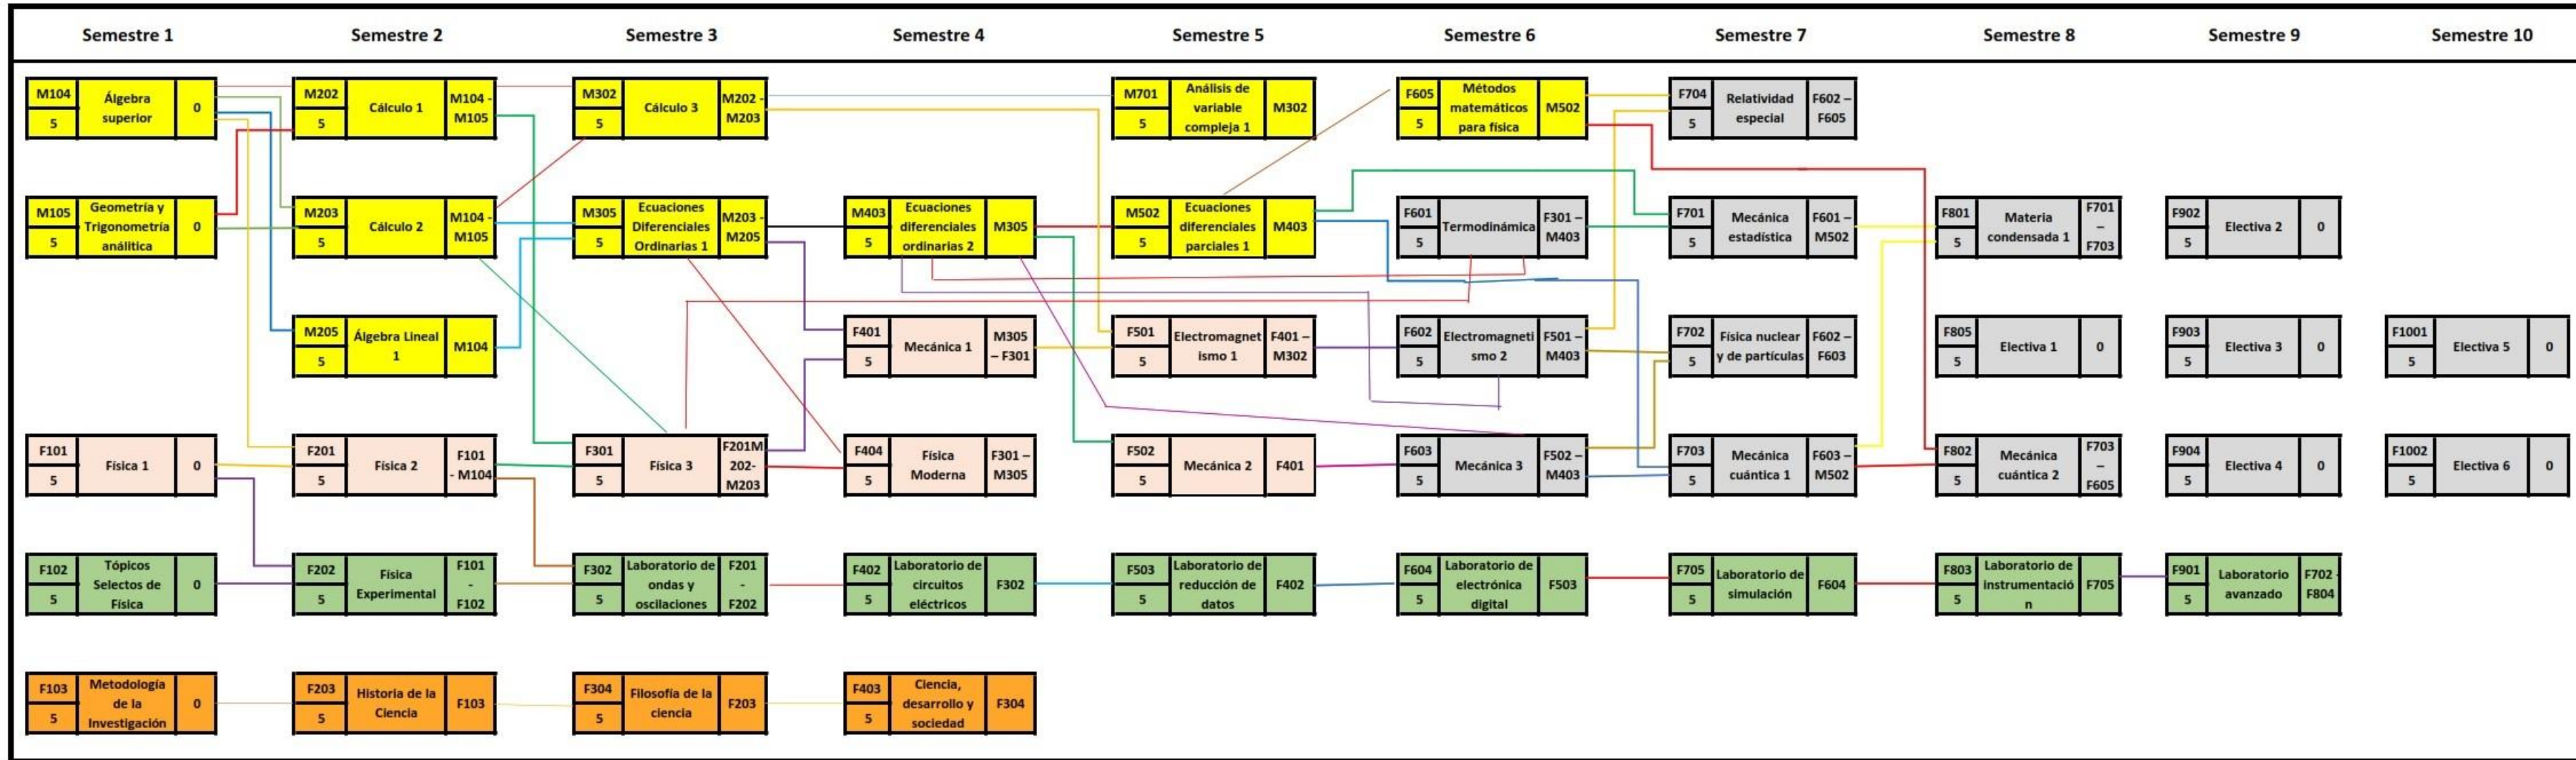 Semestre 1
Semestre 2
Semestre 3
Semestre 4
Semestre 5
Semestre 6
Semestre 7
Semestre 8
Semestre 9
Semestre 10
M104
5
Álgebra
superior
0
M202
5
Cálculo 1
M104 -
M105
M302
5
Cálculo 3
M202 -
M203
M701
5
Análisis de
variable
compleja 1
M302
F605
5
Métodos
matemáticos
para física
M502
F704
5
Relatividad
especial
F602 –
F605
M105
5
Geometría y
Trigonometría
análitica
0
M203
5
Cálculo 2
M104 -
M105
M305
5
Ecuaciones
Diferenciales
Ordinarias 1
M203 -
M205
M403
5
Ecuaciones
diferenciales
ordinarias 2
M305
M502
5
Ecuaciones
diferenciales
parciales 1
M403
F601
5
Termodinámica
F301 –
M403
F701
5
Mecánica
estadística
F601 –
M502
F801
5
Materia
condensada 1
F701
–
F703
F902
5
Electiva 2
0
M205
5
Álgebra Lineal
1
M104
F401
5
Mecánica 1
M305
– F301
F501
5
Electromagnet
ismo 1
F401 –
M302
F602
5
Electromagneti
smo 2
F501 –
M403
F702
5
Física nuclear
y de partículas
F602 –
F603
F805
5
Electiva 1
0
F903
5
Electiva 3
0
F1001
5
Electiva 5
0
F101
5
Física 1
0
F201
5
Física 2
F101
- M104
F301
5
Física 3
F201M
202-
M203
F404
5
Física
Moderna
F301 –
M305
F502
5
Mecánica 2
F401
F603
5
Mecánica 3
F502 –
M403
F703
5
Mecánica
cuántica 1
F603 –
M502
F802
5
Mecánica
cuántica 2
F703
–
F605
F904
5
Electiva 4
0
F1002
5
Electiva 6
0
F102
5
Tópicos
Selectos de
Física
0
F202
5
Física
Experimental
F101
-
F102
F302
5
Laboratorio de
ondas y
oscilaciones
F201
-
F202
F402
5
Laboratorio de
circuitos
eléctricos
F302
F503
5
Laboratorio de
reducción de
datos
F402
F604
5
Laboratorio de
electrónica
digital
F503
F705
5
Laboratorio de
simulación
F604
F803
5
Laboratorio de
instrumentació
n
F705
F901
5
Laboratorio
avanzado
F702 -
F804
F103
5
Metodología
de la
Investigación
0
F203
5
Historia de la
Ciencia
F103
F304
5
Filosofía de la
ciencia
F203
F403
5
Ciencia,
desarrollo y
sociedad
F304